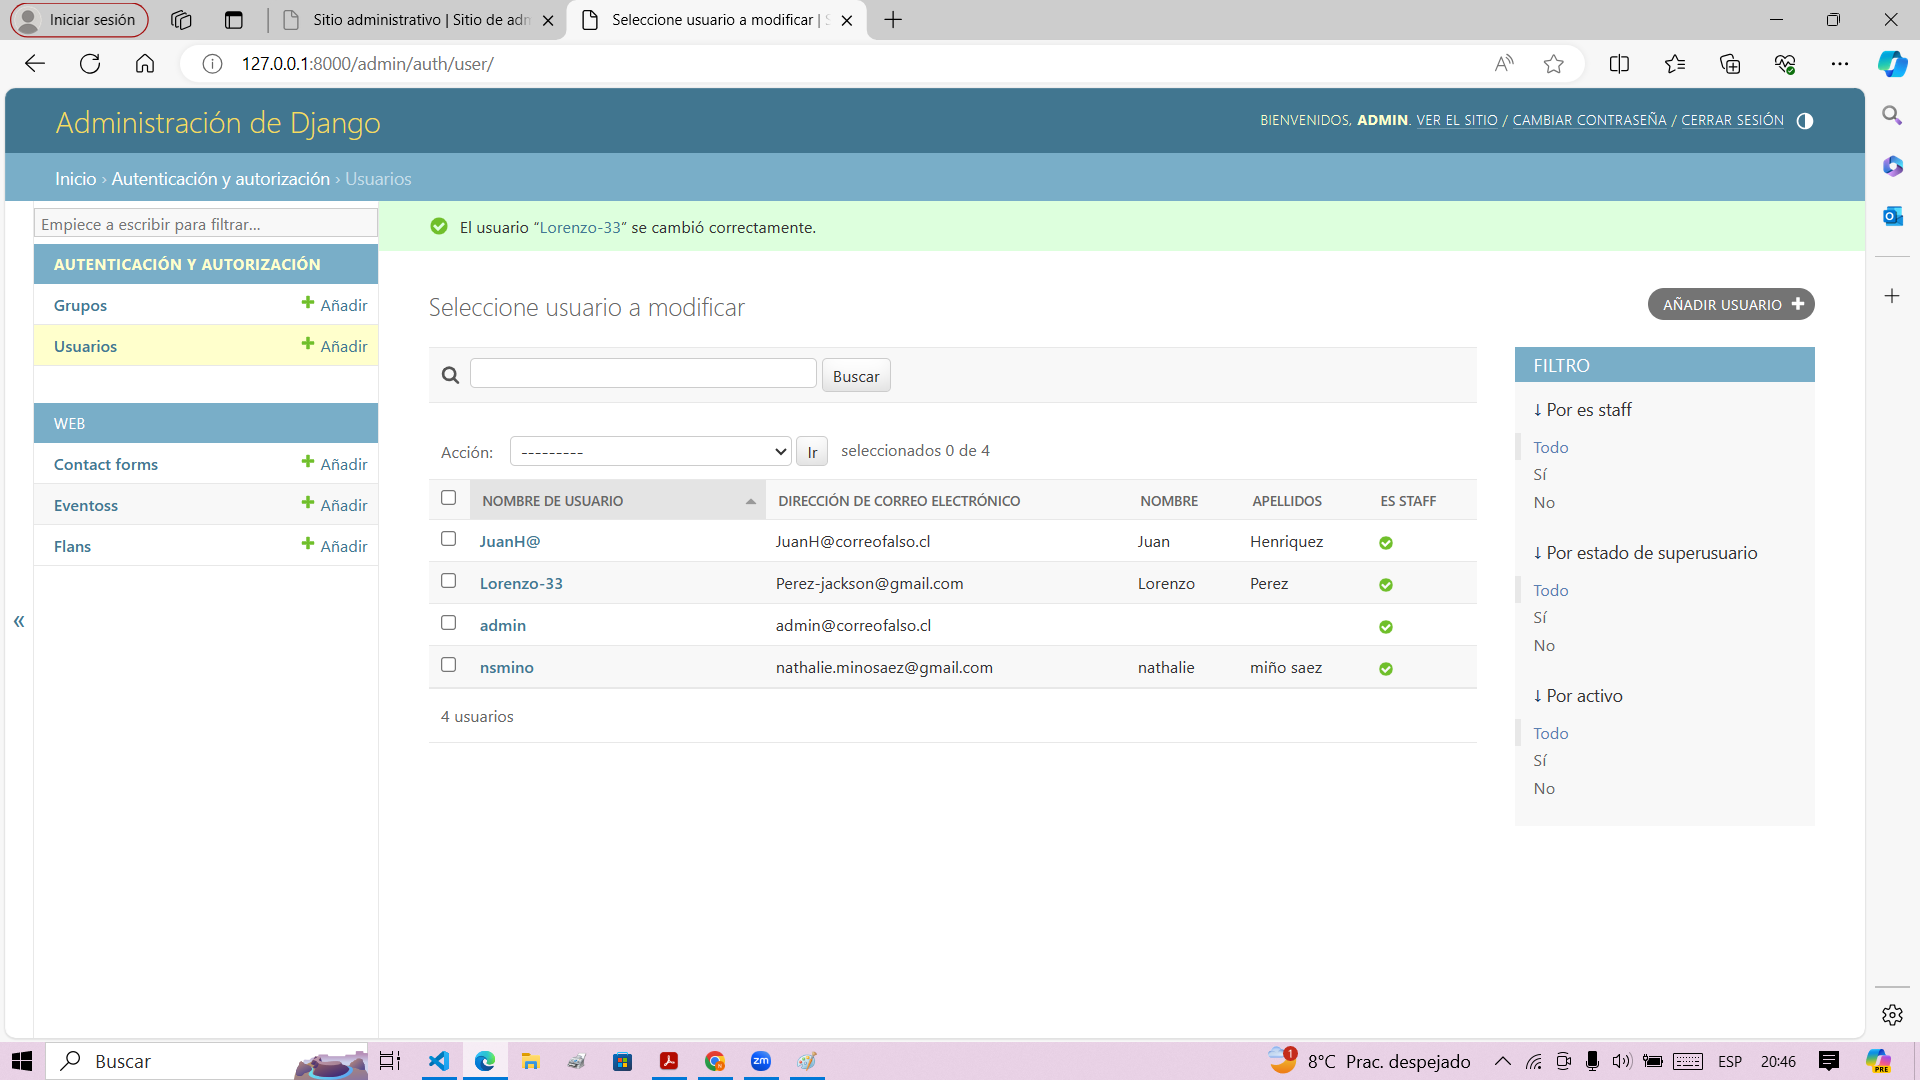 Iniciar sesión
Sitio administrativo | Sitio de adm
Seleccione usuario a modificar | S
127.0.0.1:8000/admin/auth/user/
Administración de Django
BIENVENIDOS, ADMIN. VER EL SITIO / CAMBIAR CONTRASEÑA / CERRAR SESIÓN
Inicio › Autenticación y autorización › Usuarios
Empiece a escribir para filtrar...
AUTENTICACIÓN Y AUTORIZACIÓN
Grupos Añadir
Usuarios Añadir
WEB
Contact forms Añadir
Eventoss Añadir
Flans Añadir
«
El usuario “Lorenzo-33” se cambió correctamente.
Seleccione usuario a modificar
AÑADIR USUARIO
Buscar
Acción: --------- Ir seleccionados 0 de 4
NOMBRE DE USUARIO DIRECCIÓN DE CORREO ELECTRÓNICO NOMBRE APELLIDOS ES STAFF
JuanH@ JuanH@correofalso.cl Juan Henriquez
Lorenzo-33 Perez-jackson@gmail.com Lorenzo Perez
admin admin@correofalso.cl
nsmino nathalie.minosaez@gmail.com nathalie miño saez
4 usuarios
FILTRO
↓ Por es staff
Todo
Sí
No
↓ Por estado de superusuario
Todo
Sí
No
↓ Por activo
Todo
Sí
No
Buscar
1
8°C Prac. despejado
ESP
20:46
PRE
zm